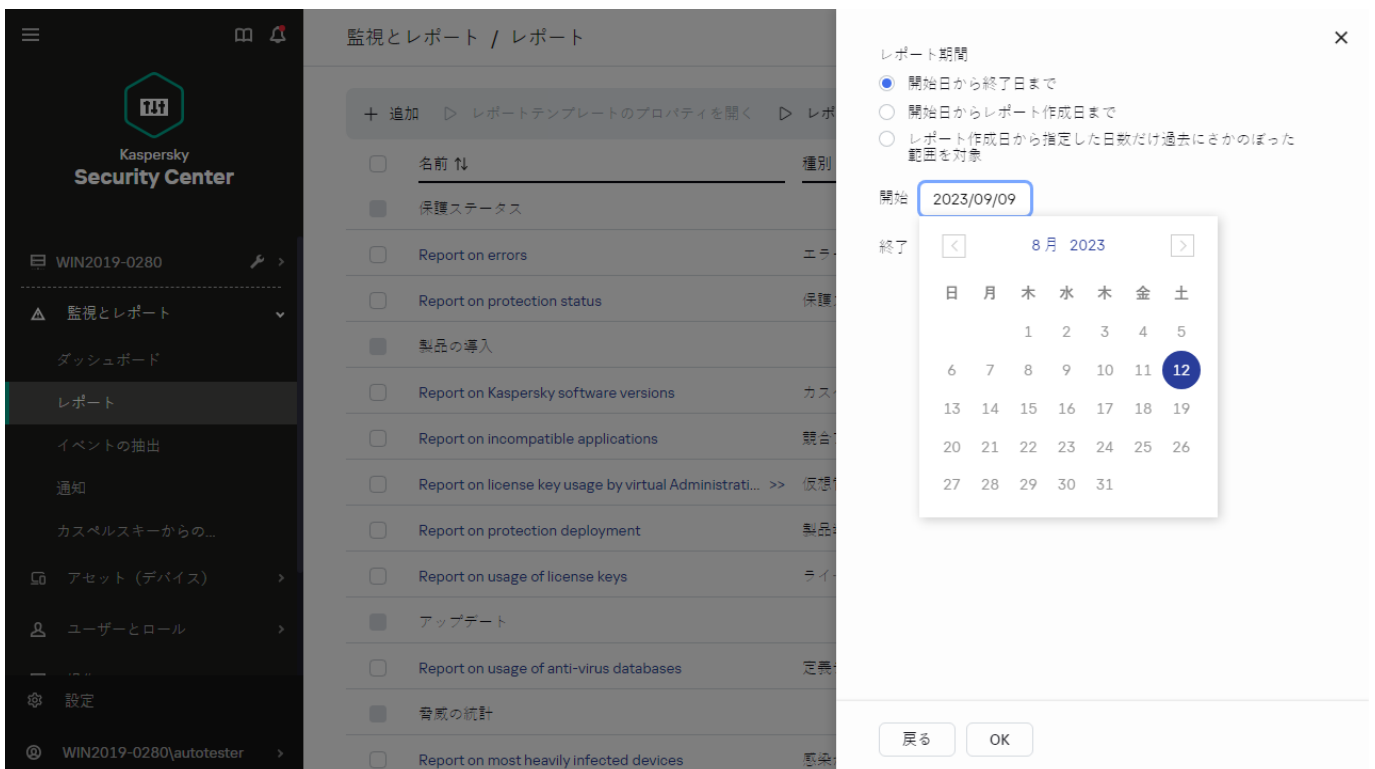 監視とレポート / レポート
Kaspersky
Security Center
WIN2019-0280
監視とレポート
ダッシュボード
レポート
イベントの抽出
通知
カスペルスキーからの...
アセット（デバイス）
ユーザーとロール
設定
WIN2019-0280\autotester
+ 追加 レポートテンプレートのプロパティを開く レポ
名前 種別
保護ステータス
Report on errors エラー
Report on protection status 保護
製品の導入
Report on Kaspersky software versions カス
Report on incompatible applications 競合
Report on license key usage by virtual Administrati... >> 仮想
Report on protection deployment 製品
Report on usage of license keys ライ
アップデート
Report on usage of anti-virus databases 定義
脅威の統計
Report on most heavily infected devices 感染
レポート期間
開始日から終了日まで
開始日からレポート作成日まで
レポート作成日から指定した日数だけ過去にさかのぼった
範囲を対象
開始 2023/09/09
終了
8月 2023
日 月 木 水 木 金 土
1 2 3 4 5
6 7 8 9 10 11 12
13 14 15 16 17 18 19
20 21 22 23 24 25 26
27 28 29 30 31
戻る OK